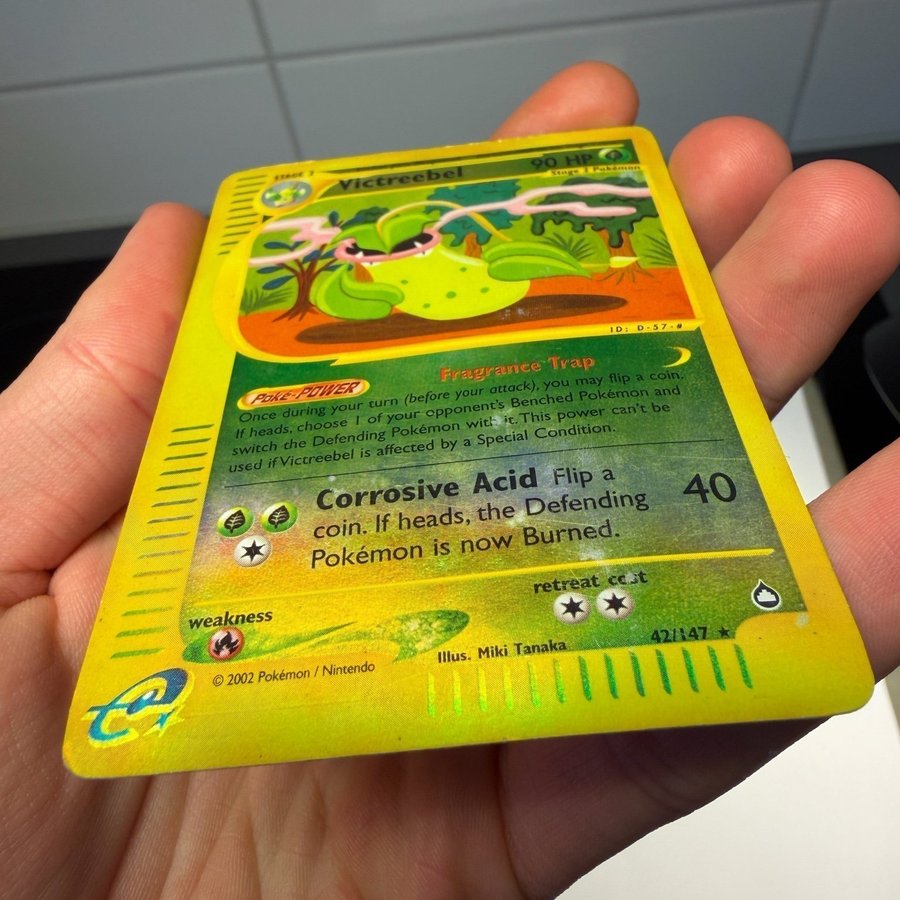 STAGE 2
Victreebel
90 HP
Stage 2 Pokémon
ID: D-57-#
Poké-POWER
Fragrance Trap
Once during your turn (before your attack), you may flip a coin.
If heads, choose 1 of your opponent's Benched Pokémon and
switch the Defending Pokémon with it. This power can't be
used if Victreebel is affected by a Special Condition.
Corrosive Acid Flip a
coin. If heads, the Defending
Pokémon is now Burned.
40
weakness
retreat cost
Illus. Miki Tanaka
42/147
© 2002 Pokémon / Nintendo
e